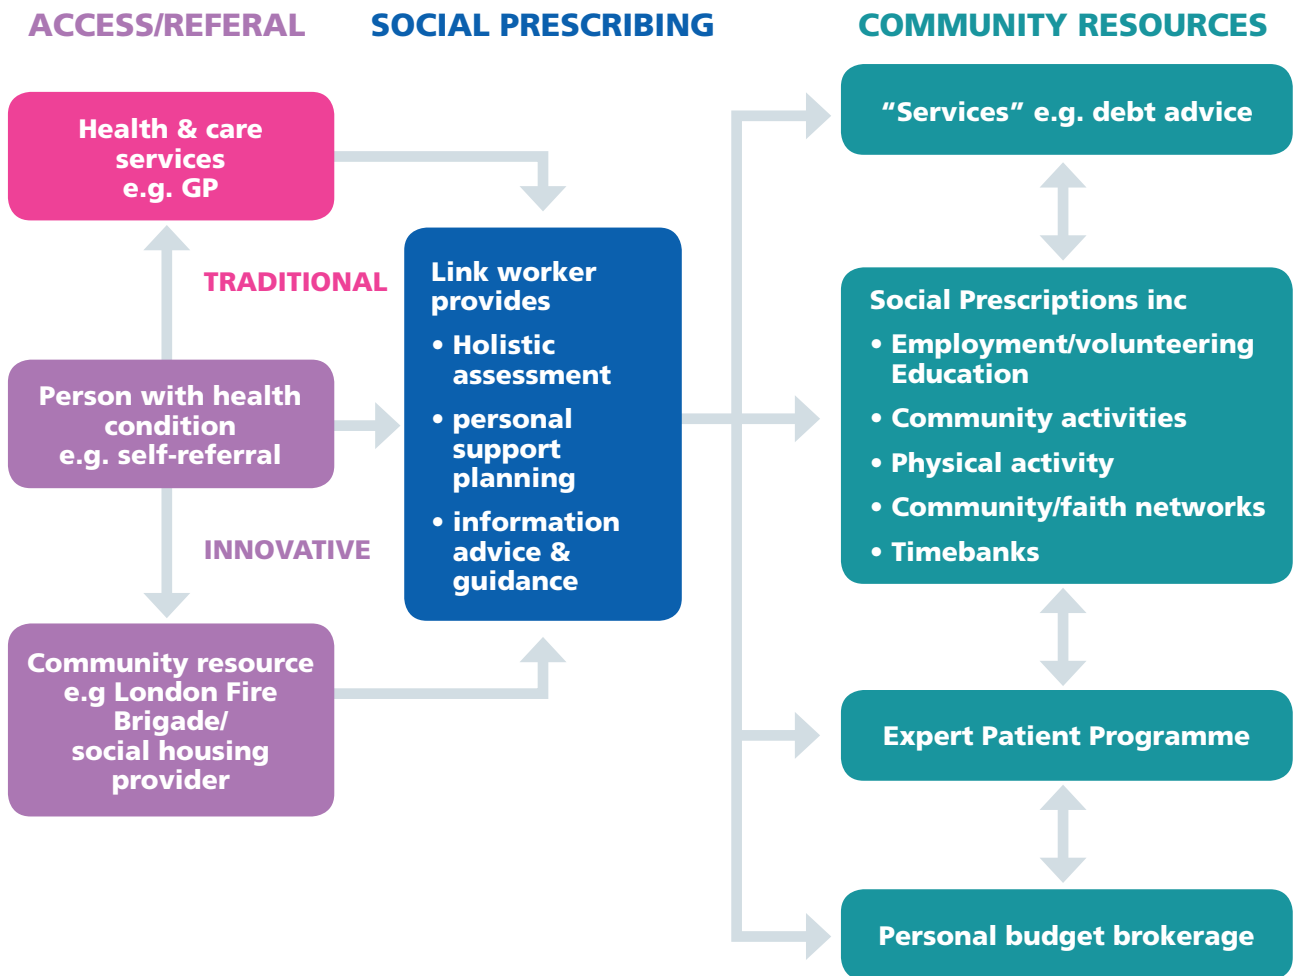 ACCESS/REFERAL
SOCIAL PRESCRIBING
COMMUNITY RESOURCES
Health & care
services
e.g. GP
TRADITIONAL
Person with health
condition
e.g. self-referral
INNOVATIVE
Community resource
e.g London Fire
Brigade/
social housing
provider
Link worker
provides
• Holistic
assessment
• personal
support
planning
• information
advice &
guidance
“Services” e.g. debt advice
Social Prescriptions inc
• Employment/volunteering
Education
• Community activities
• Physical activity
• Community/faith networks
• Timebanks
Expert Patient Programme
Personal budget brokerage